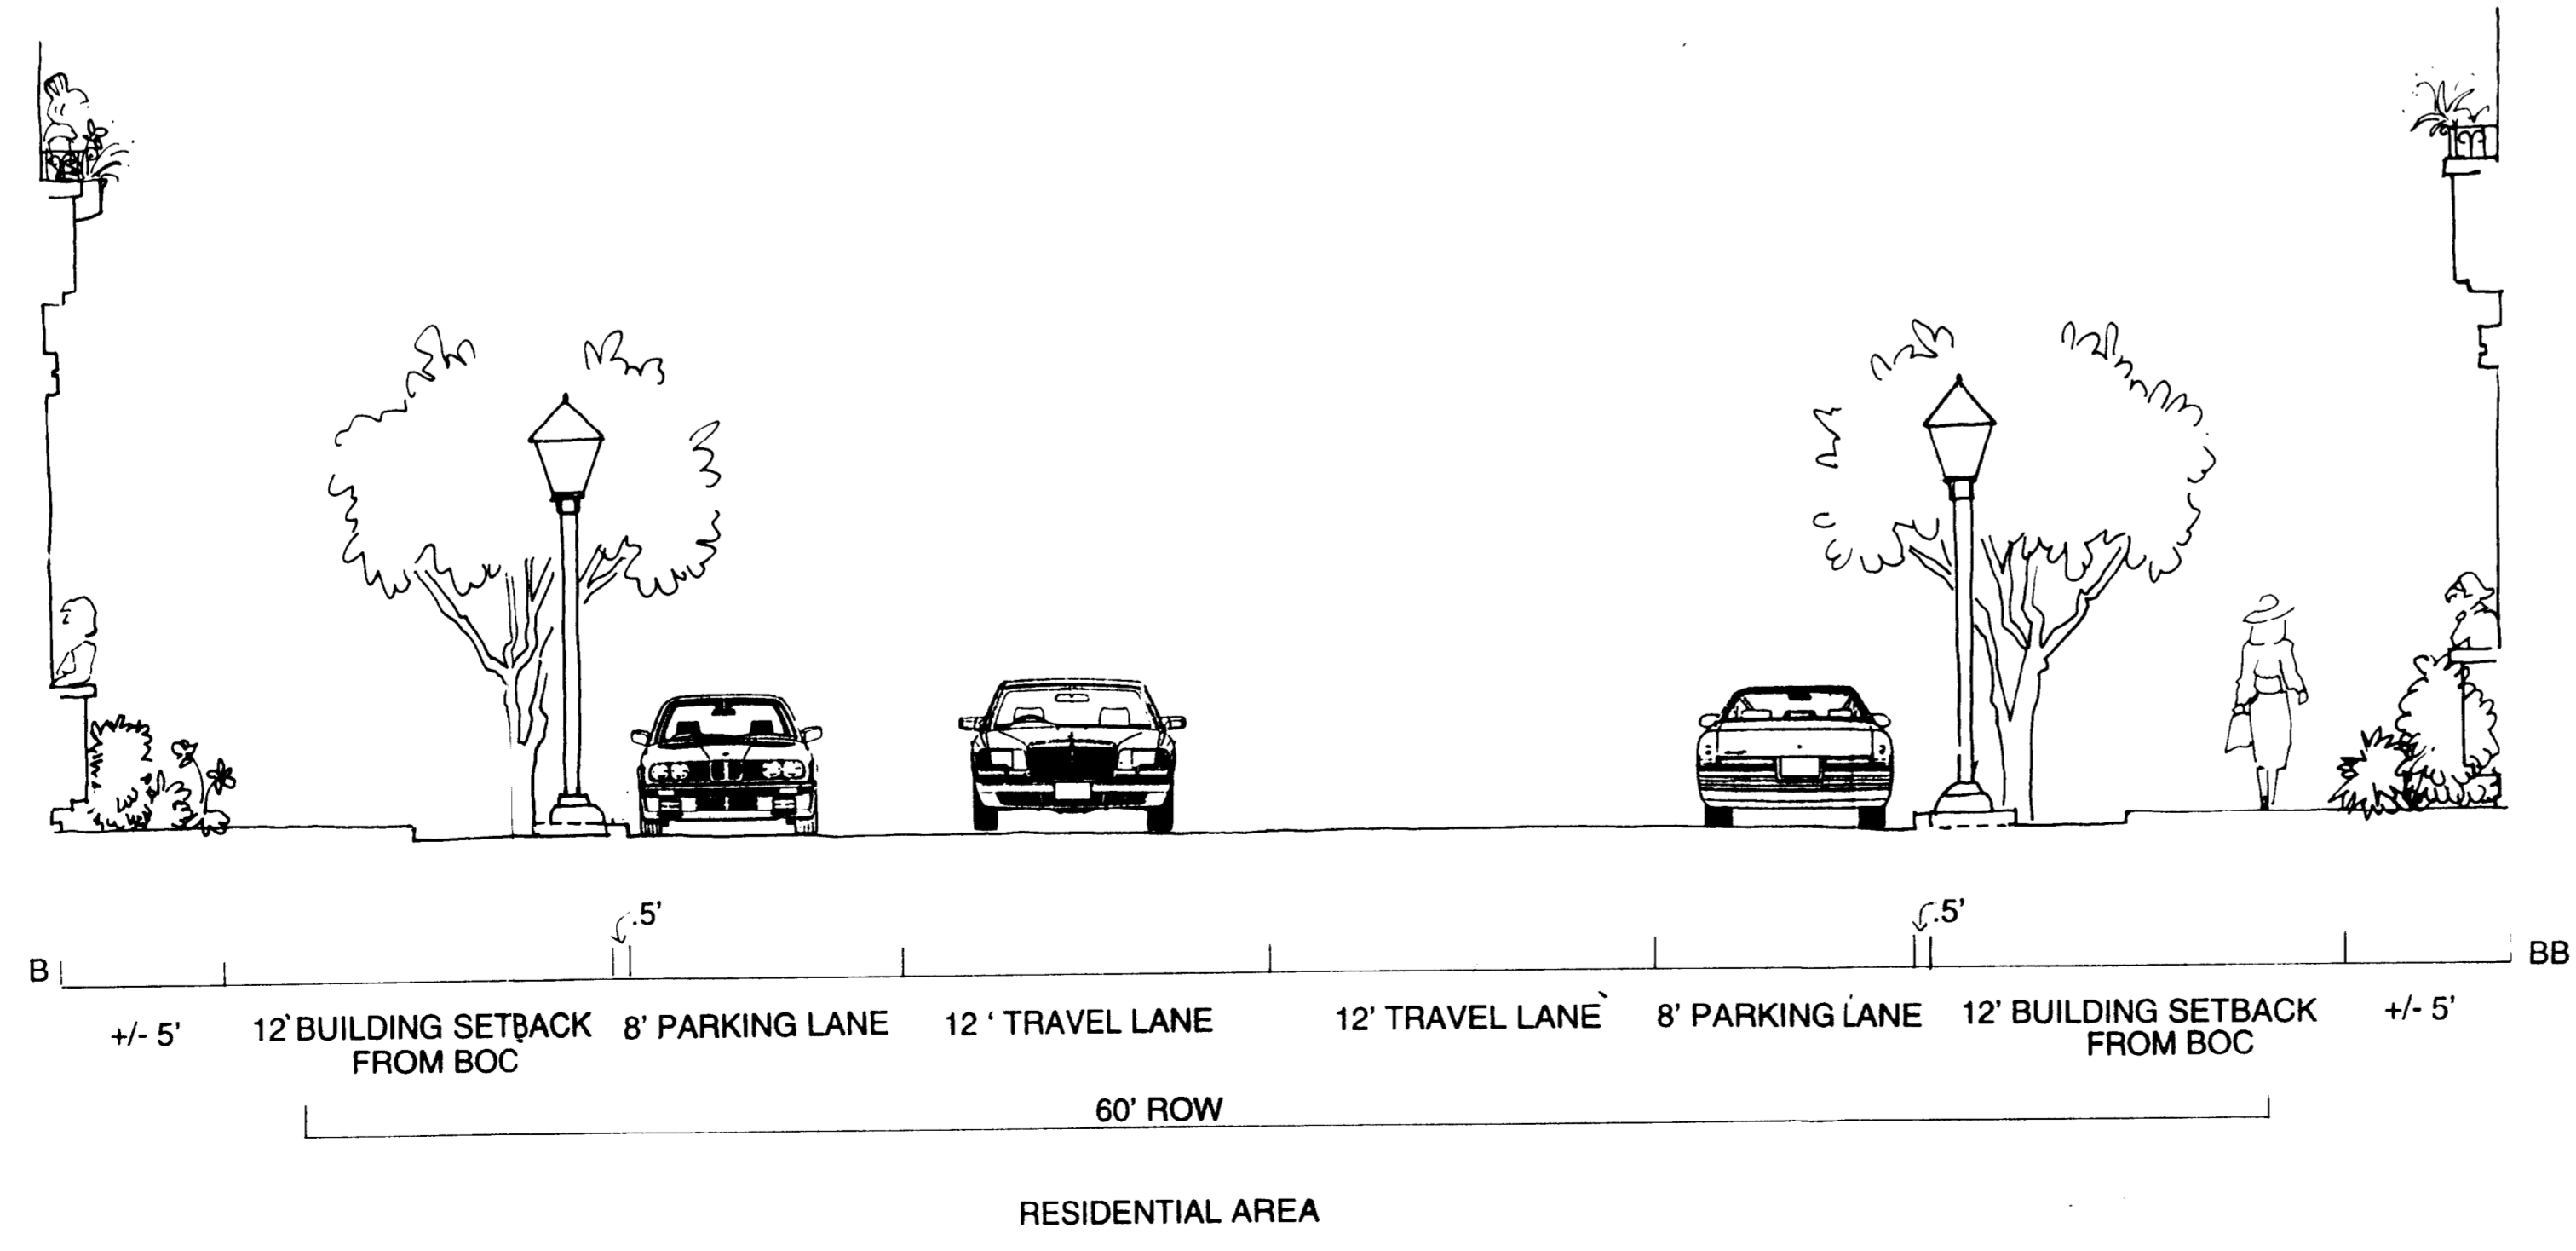 .5' .5'
B BB
+/- 5' 12' BUILDING SETBACK 8' PARKING LANE 12 ' TRAVEL LANE 12' TRAVEL LANE 8' PARKING LANE 12' BUILDING SETBACK +/- 5'
FROM BOC FROM BOC
60' ROW
RESIDENTIAL AREA